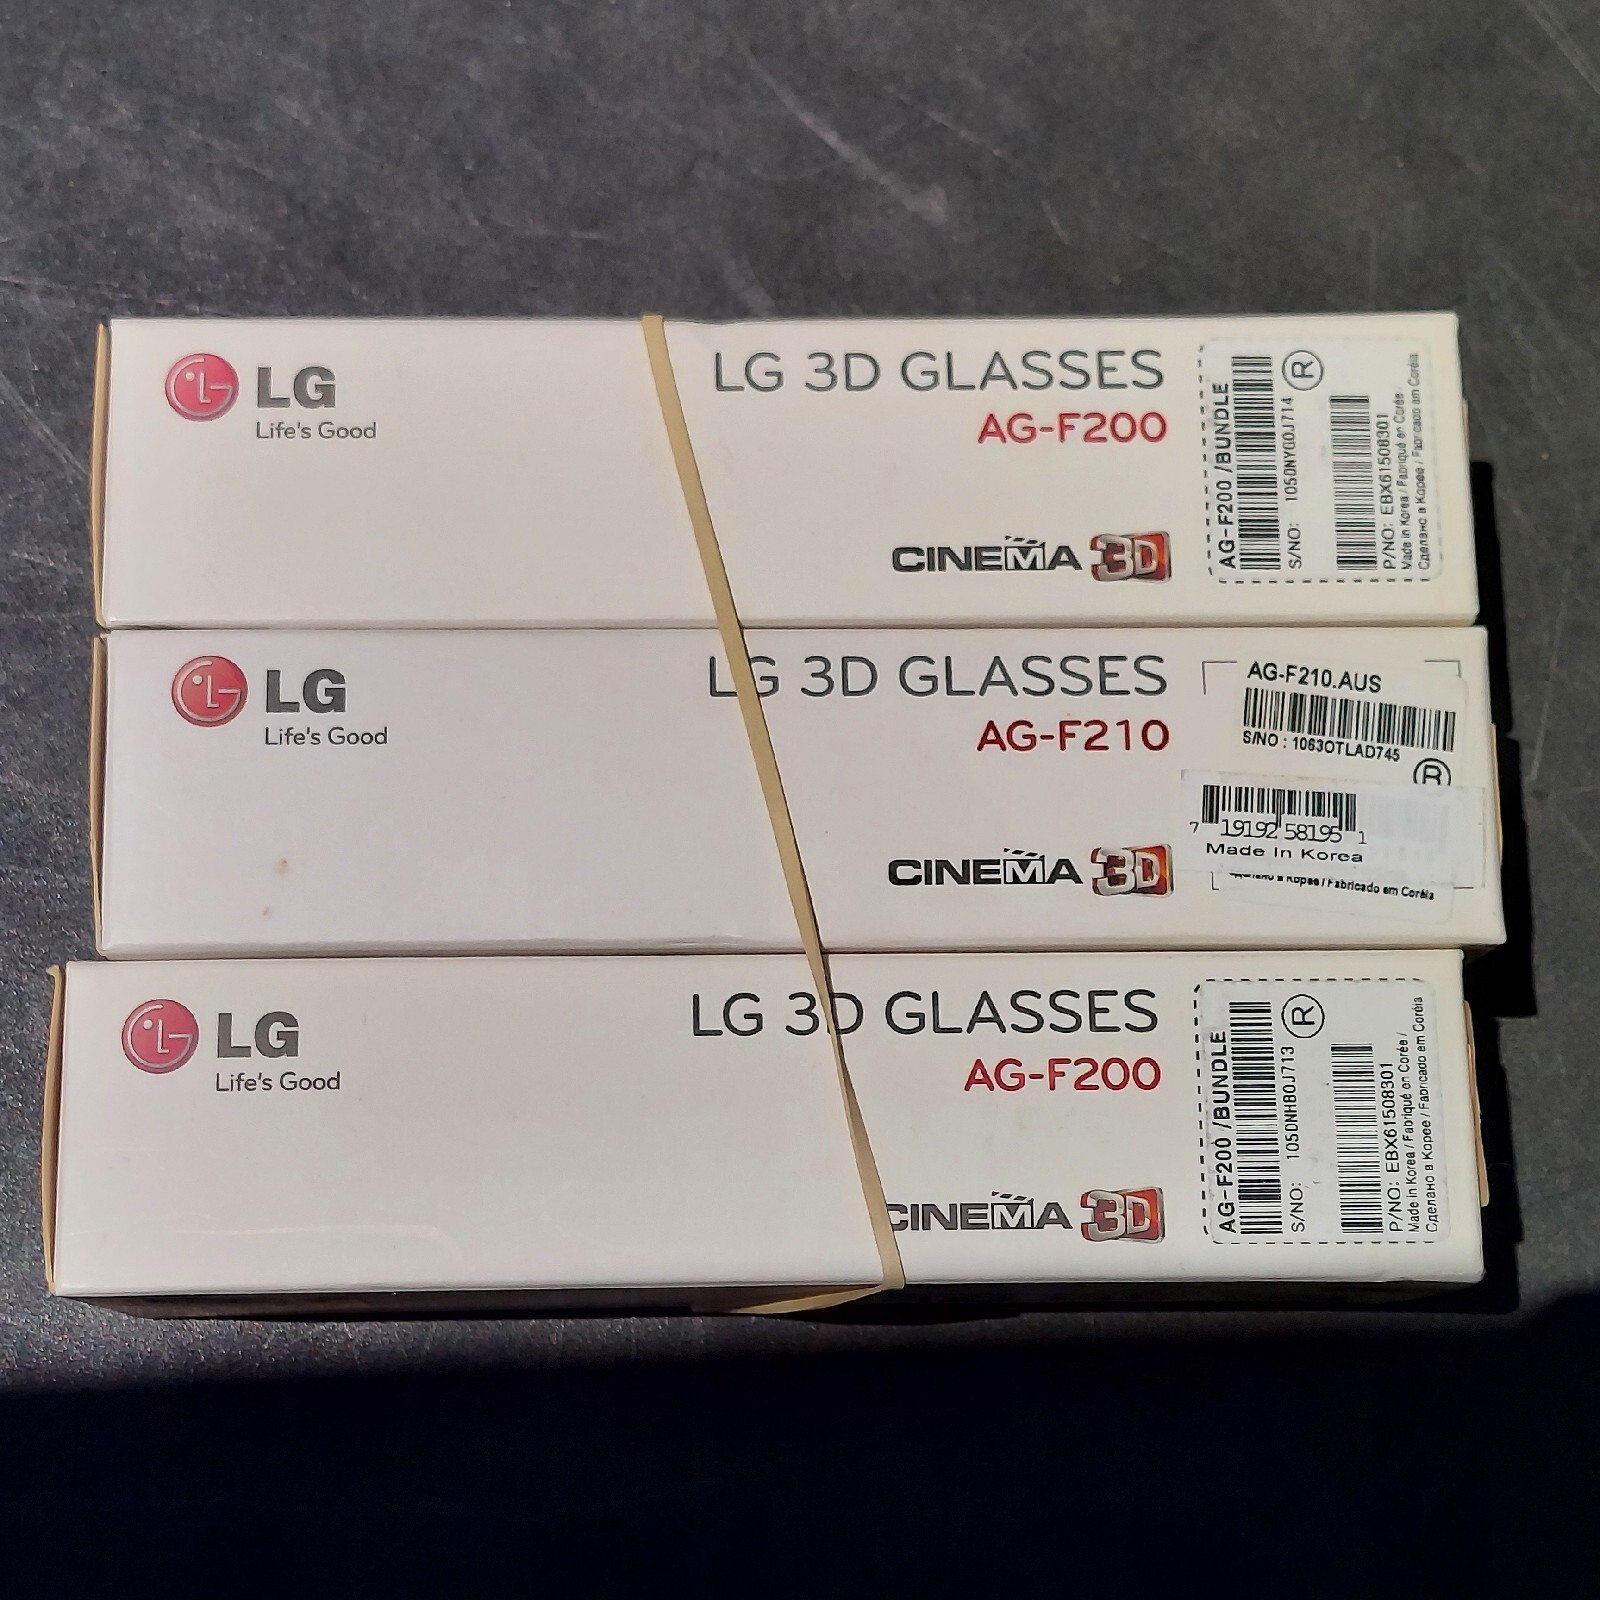 LG
Life's Good
LG 3D GLASSES
AG-F200
CINEMA 3D
AG-F200 /BUNDLE
R
S/NO: 105DNYG0J714
P/NO: EBX61508301
Made in Korea / Fabriqué en Corée
Сделано в Корее / Fabricado em Coréia
LG
Life's Good
LG 3D GLASSES
AG-F210
CINEMA 3D
AG-F210.AUS
S/NO : 1063OTLAD745
R
7 19192 58195 1
Made In Korea
в Корее / Fabricado em Coréia
LG
Life's Good
LG 3D GLASSES
AG-F200
CINEMA 3D
AG-F200 /BUNDLE
R
S/NO: 105DNHB0J713
P/NO: EBX61508301
Made in Korea / Fabriqué en Corée /
Сделано в Корее / Fabricado em Coréia